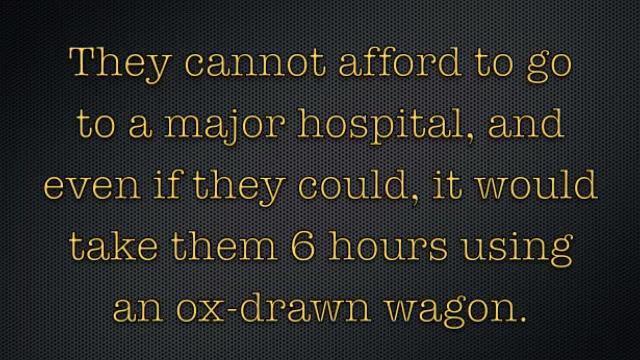 They cannot afford to go
to a major hospital, and
even if they could, it would
take them 6 hours using
an ox-drawn wagon.